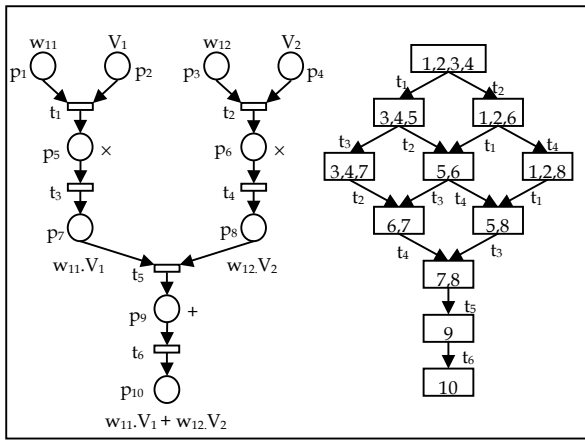 w11 V1 w12 V2
p1 p2 p3 p4
t1 t2
p5 × p6 ×
t3 t4
p7 p8
w11.V1 t5 w12.V2
p9 +
t6
p10
w11.V1 + w12.V2
1,2,3,4
t1 t2
3,4,5 1,2,6
t3 t2 t1 t4
3,4,7 5,6 1,2,8
t2 t3 t4 t1
6,7 5,8
t4 t3
7,8
t5
9
t6
10